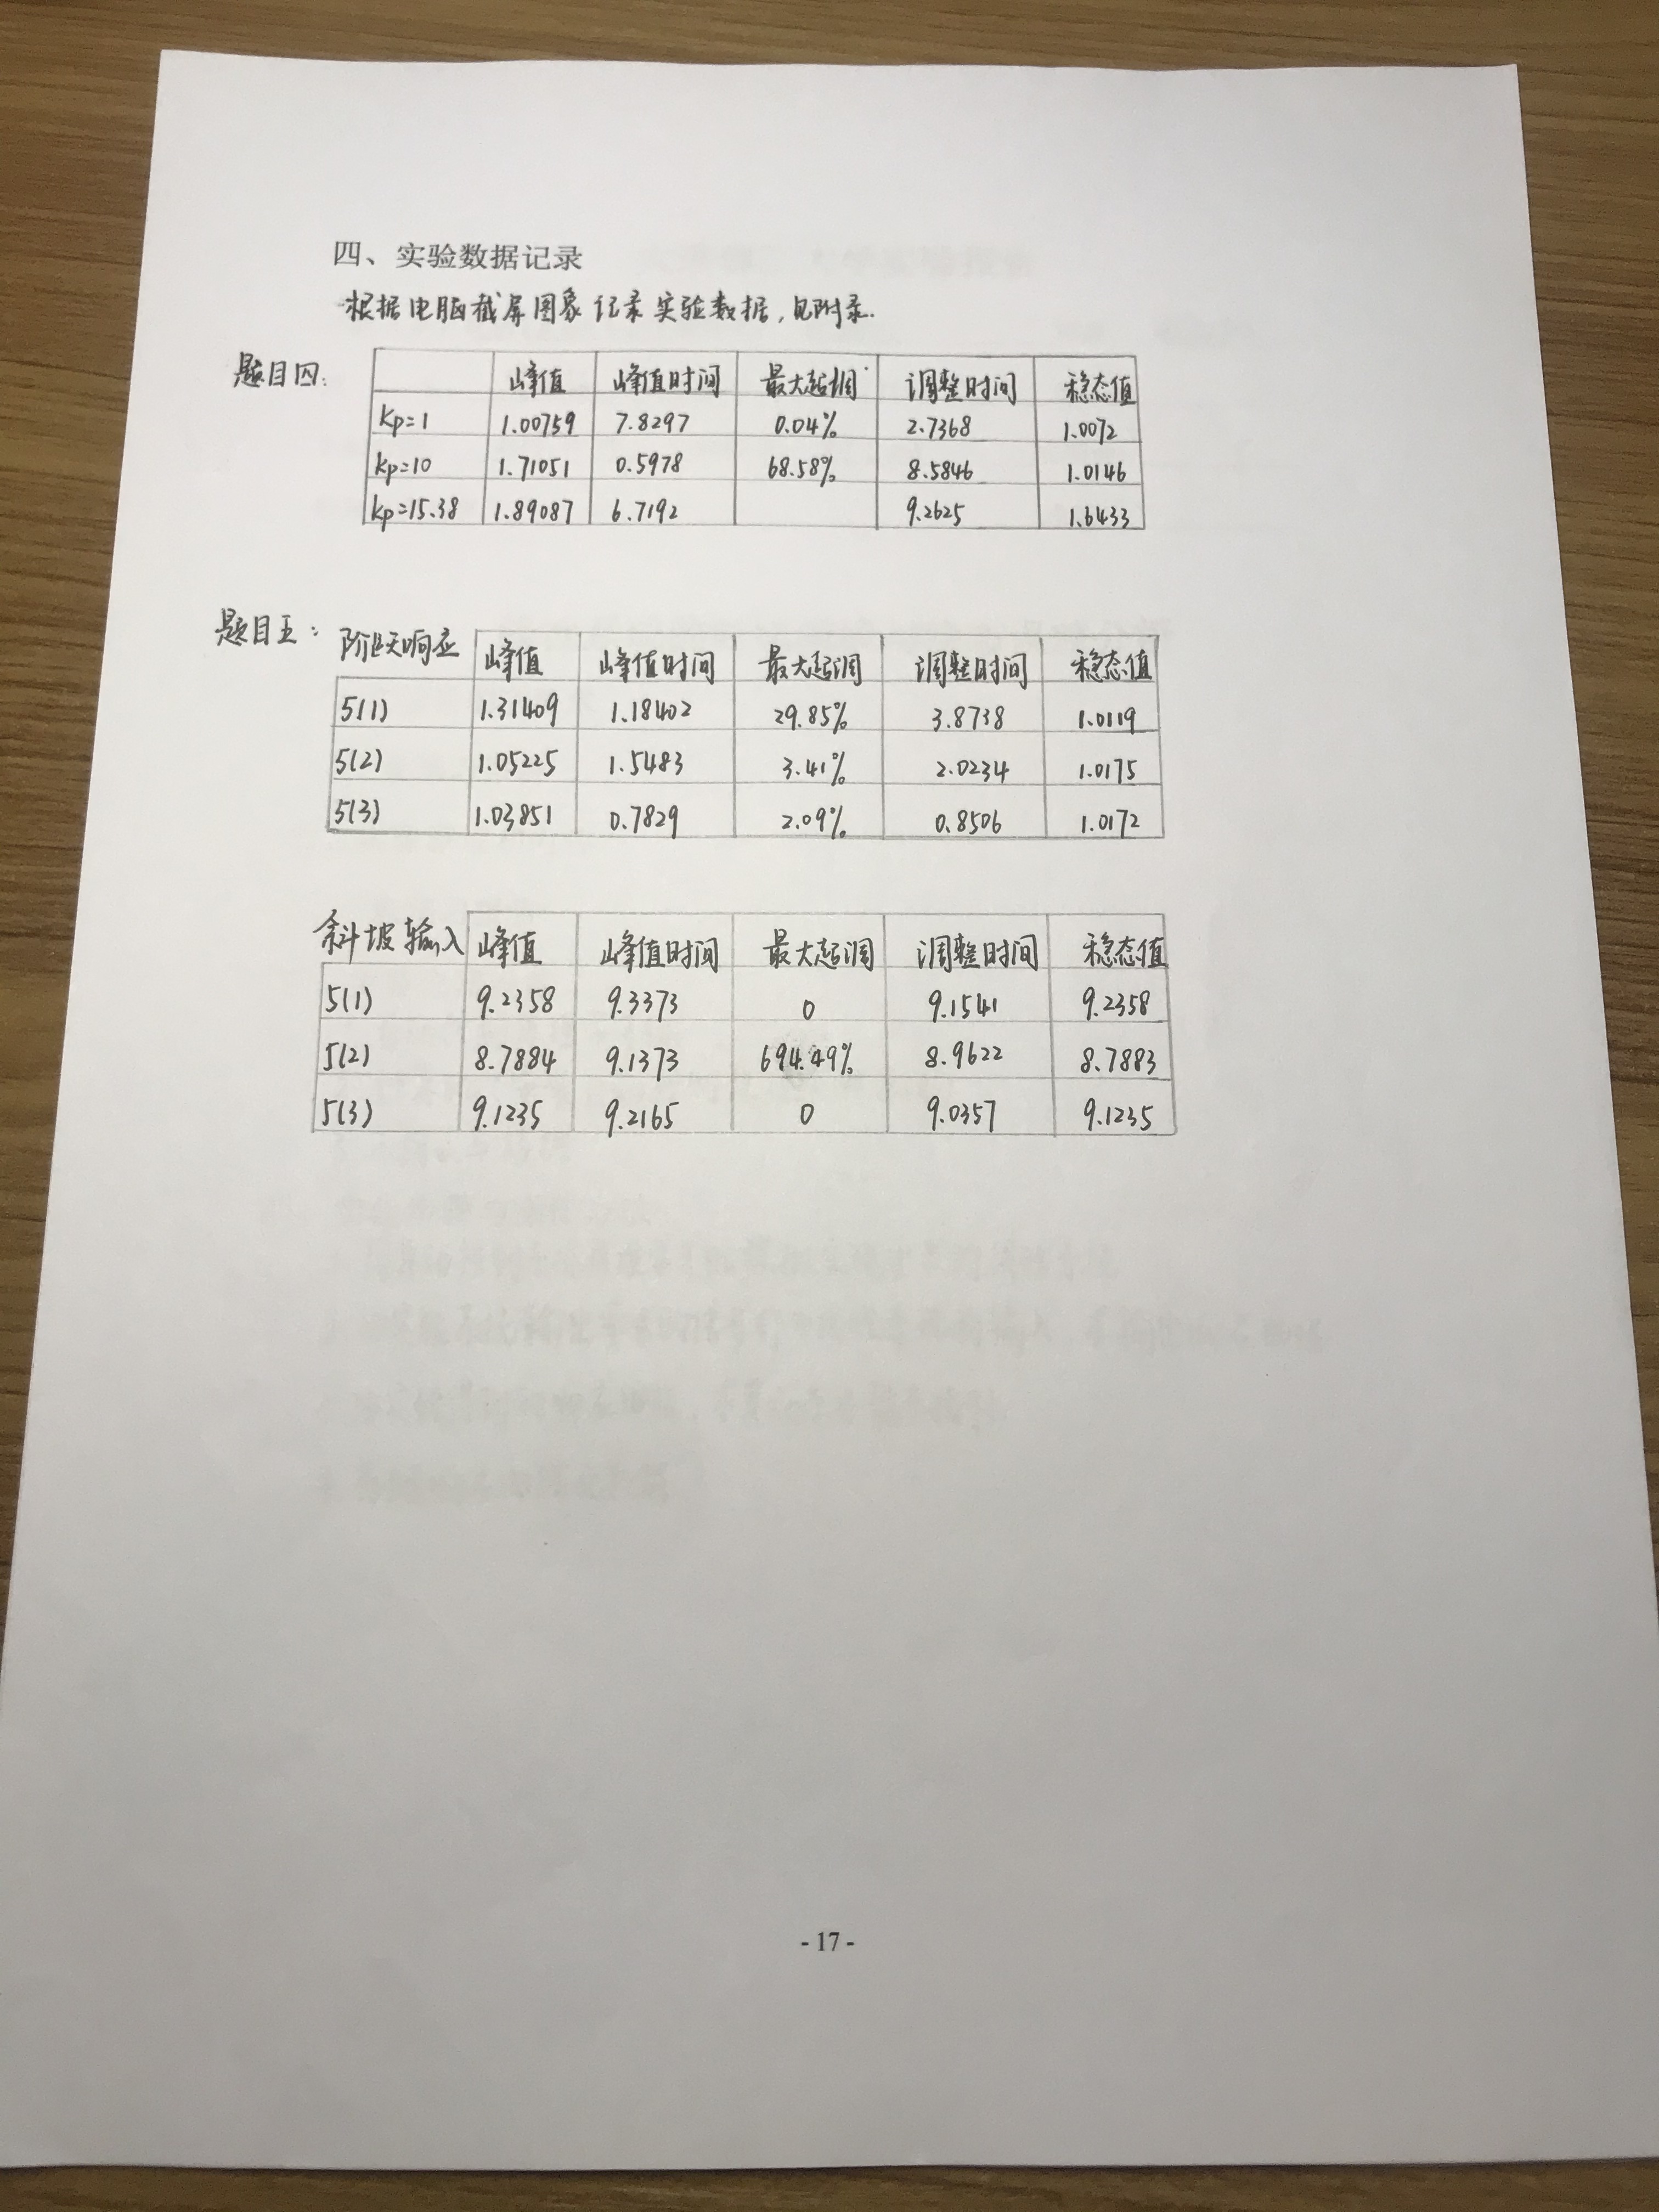 四、实验数据记录
根据电脑截屏图象记录实验数据,见附录.
题目四:
峰值 峰值时间 最大超调 调整时间 稳态值
Kp=1 1.00759 7.8297 0.04% 2.7368 1.0072
Kp=10 1.71051 0.5978 68.58% 8.5846 1.0146
Kp=15.38 1.89087 6.7192 9.2625 1.6433
题目五:
阶跃响应 峰值 峰值时间 最大超调 调整时间 稳态值
5(1) 1.31409 1.18402 29.85% 3.8738 1.0119
5(2) 1.05225 1.5483 3.41% 2.0234 1.0175
5(3) 1.03851 0.7829 2.09% 0.8506 1.0172
斜坡输入 峰值 峰值时间 最大超调 调整时间 稳态值
5(1) 9.2358 9.3373 0 9.1541 9.2358
5(2) 8.7884 9.1373 694.49% 8.9622 8.7883
5(3) 9.1235 9.2165 0 9.0357 9.1235
- 17 -